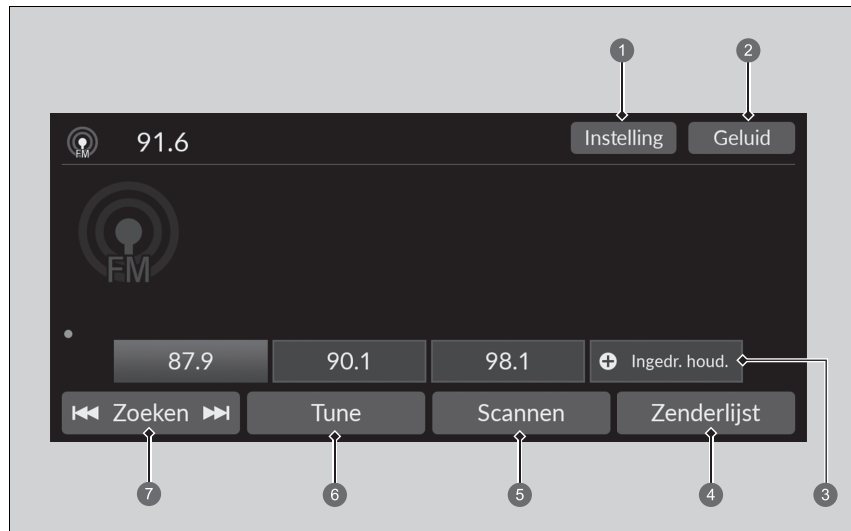 1 2
FM 91.6 Instelling Geluid
FM
87.9 90.1 98.1 Ingedr. houd.
Zoeken Tune Scannen Zenderlijst
7 6 5 4 3